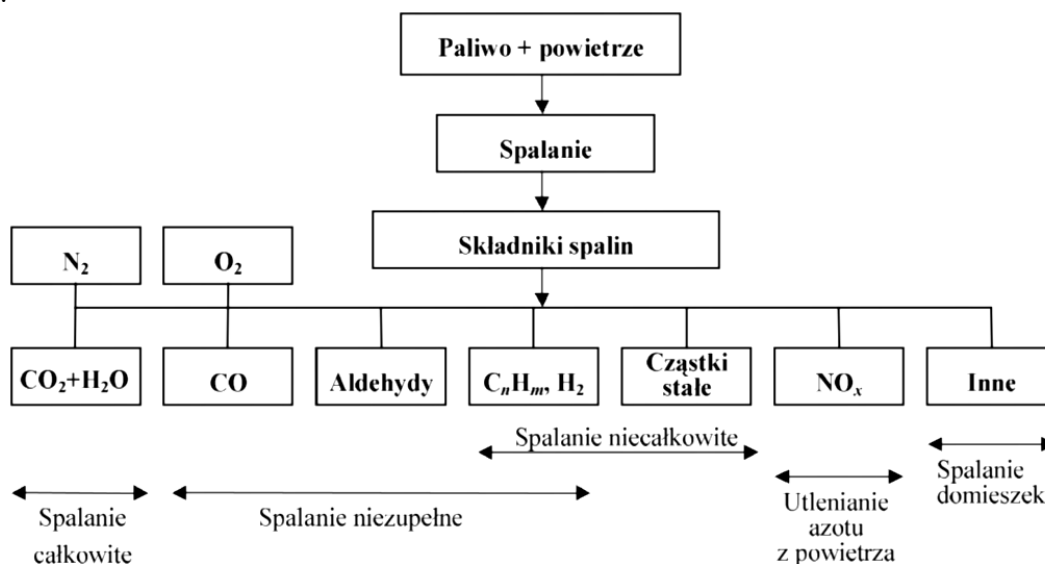 Paliwo + powietrze
Spalanie
Składniki spalin
N₂
O₂
CO₂+H₂O
CO
Aldehydy
CₙHₘ, H₂
Cząstki
stałe
NOₓ
Inne
Spalanie niecałkowite
Spalanie
domieszek
Spalanie
całkowite
Spalanie niezupełne
Utlenianie
azotu
z powietrza